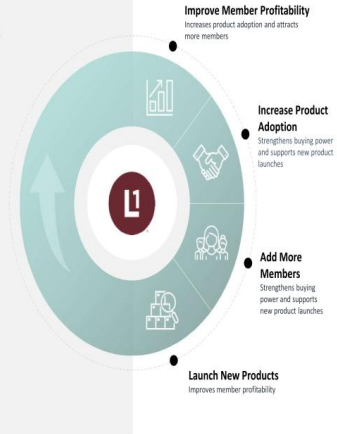 Improve Member Profitability
Increases product adoption and attracts
more members
Increase Product
Adoption
Strengthens buying power
and supports new product
launches
L1
Add More
Members
Strengthens buying
power and supports
new product launches
Launch New Products
Improves member profitability